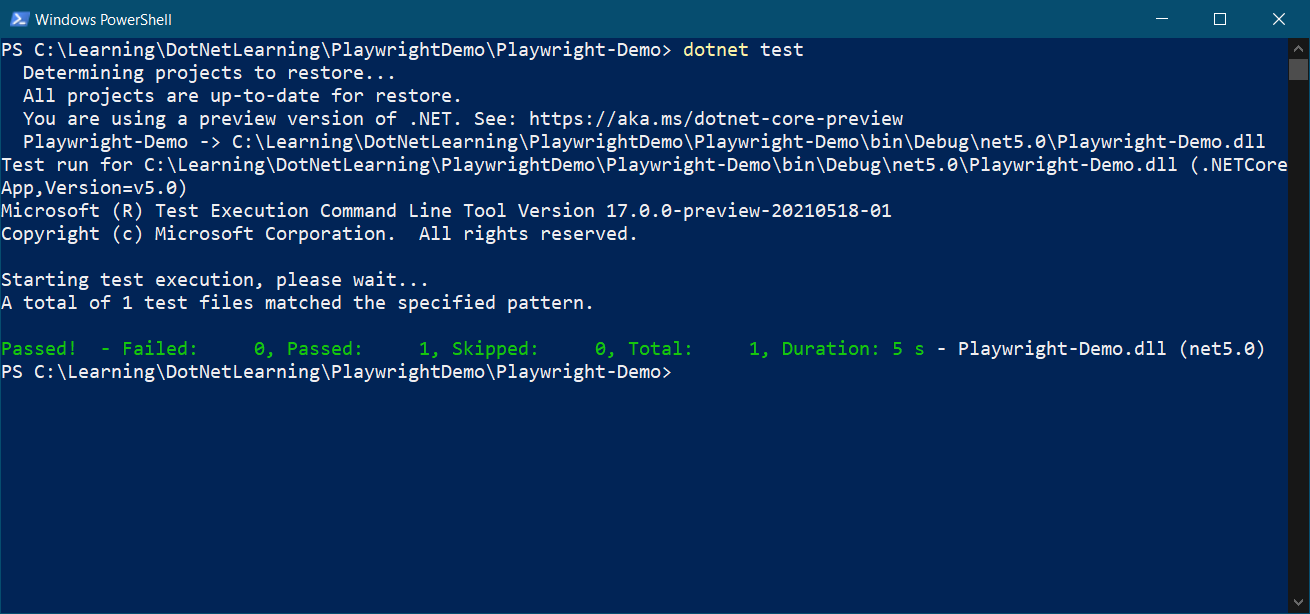 Windows PowerShell
PS C:\Learning\DotNetLearning\PlaywrightDemo\Playwright-Demo> dotnet test
  Determining projects to restore...
  All projects are up-to-date for restore.
  You are using a preview version of .NET. See: https://aka.ms/dotnet-core-preview
  Playwright-Demo -> C:\Learning\DotNetLearning\PlaywrightDemo\Playwright-Demo\bin\Debug\net5.0\Playwright-Demo.dll
Test run for C:\Learning\DotNetLearning\PlaywrightDemo\Playwright-Demo\bin\Debug\net5.0\Playwright-Demo.dll (.NETCore
App,Version=v5.0)
Microsoft (R) Test Execution Command Line Tool Version 17.0.0-preview-20210518-01
Copyright (c) Microsoft Corporation.  All rights reserved.

Starting test execution, please wait...
A total of 1 test files matched the specified pattern.

Passed!  - Failed:     0, Passed:     1, Skipped:     0, Total:     1, Duration: 5 s - Playwright-Demo.dll (net5.0)
PS C:\Learning\DotNetLearning\PlaywrightDemo\Playwright-Demo>